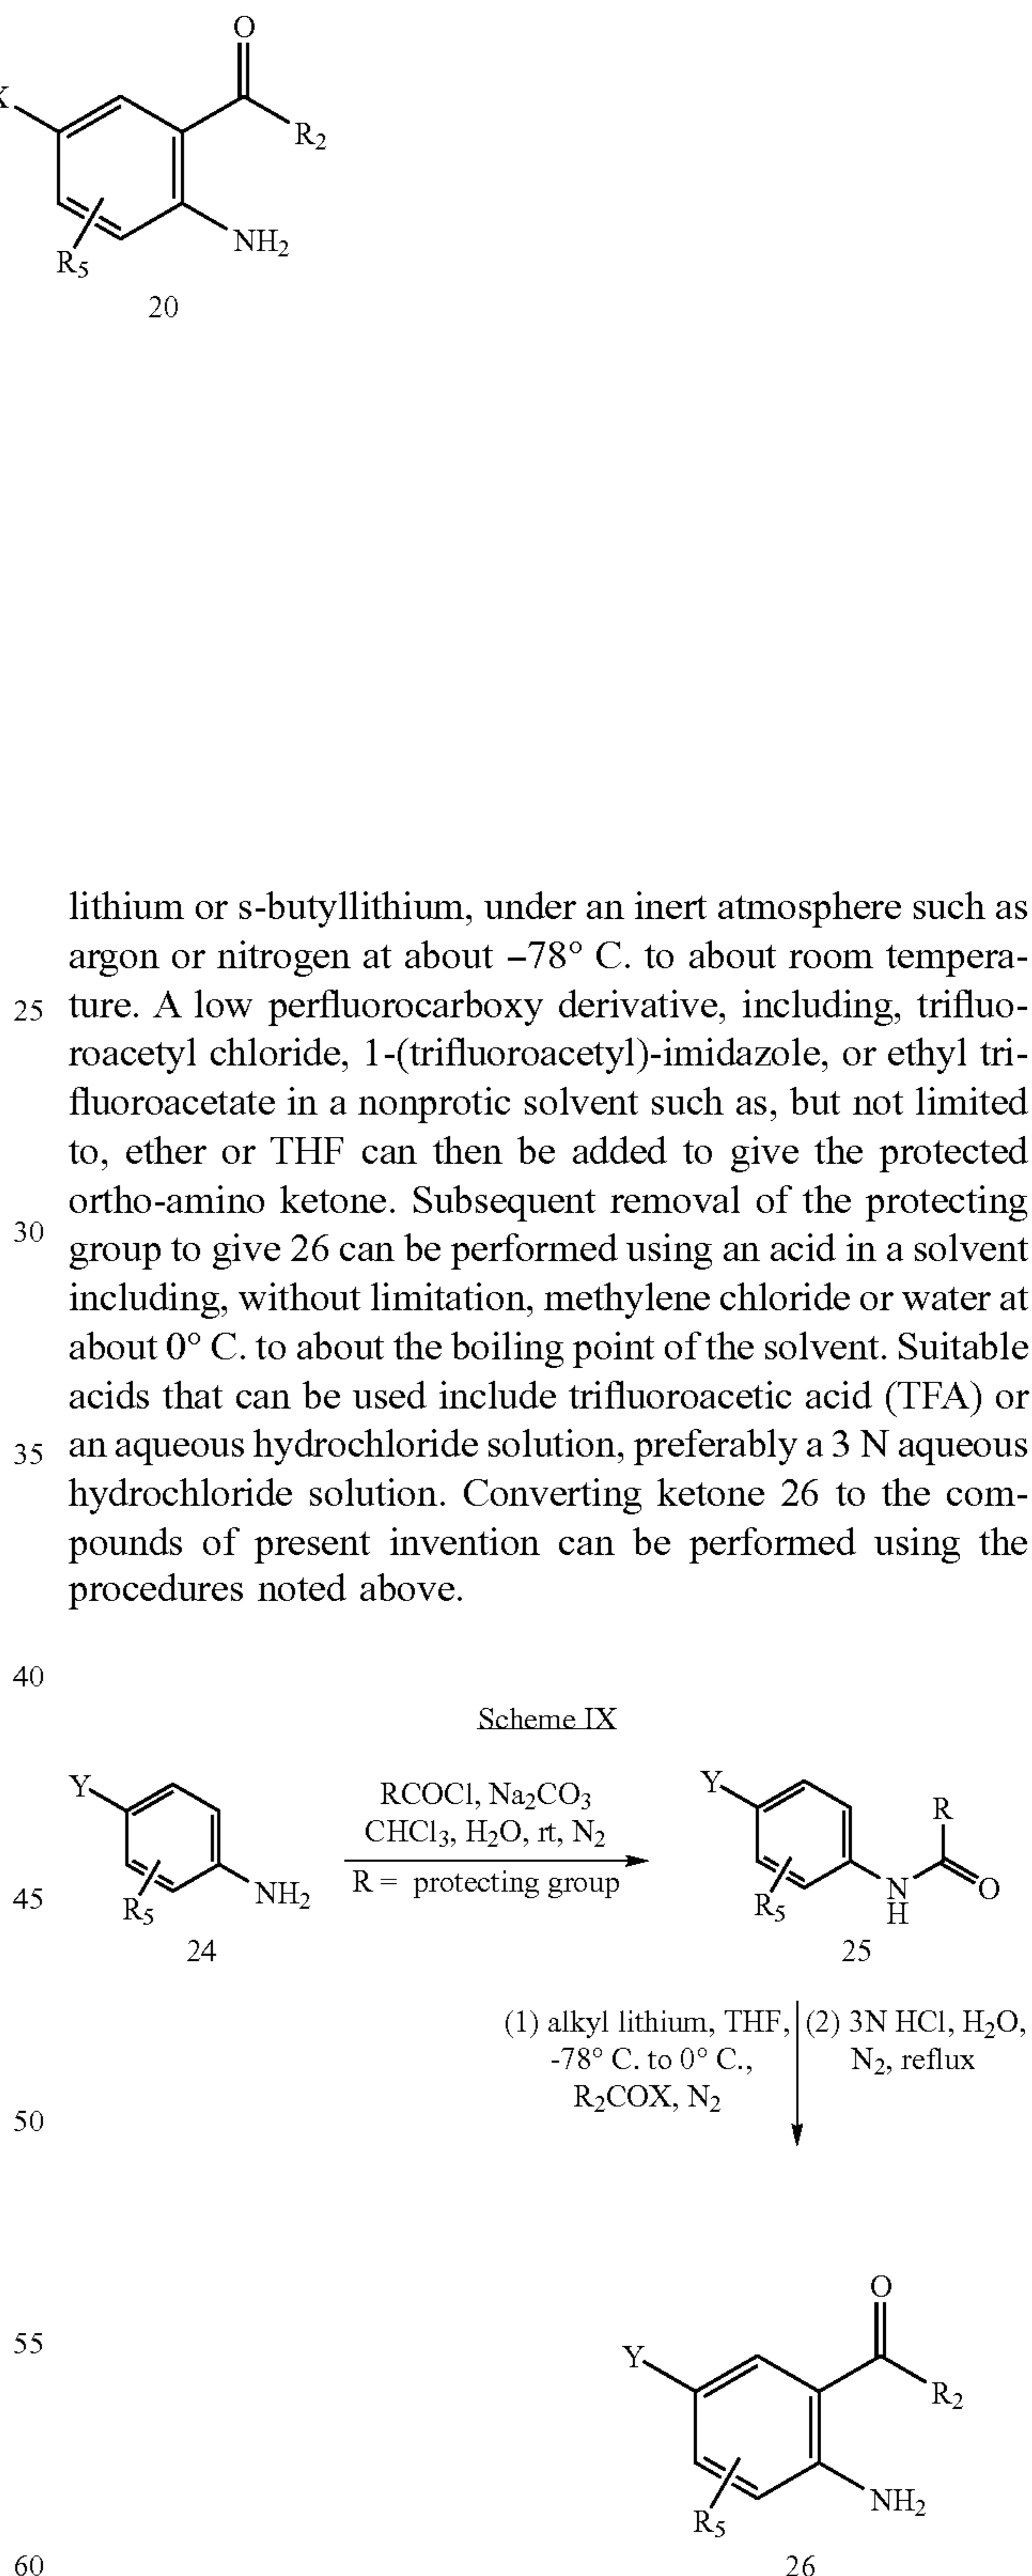 O
X
R2
R5
NH2
20
lithium or s-butyllithium, under an inert atmosphere such as
argon or nitrogen at about −78° C. to about room tempera-
25 ture. A low perfluorocarboxy derivative, including, trifluo-
roacetyl chloride, 1-(trifluoroacetyl)-imidazole, or ethyl tri-
fluoroacetate in a nonprotic solvent such as, but not limited
to, ether or THF can then be added to give the protected
ortho-amino ketone. Subsequent removal of the protecting
30
group to give 26 can be performed using an acid in a solvent
including, without limitation, methylene chloride or water at
about 0° C. to about the boiling point of the solvent. Suitable
acids that can be used include trifluoroacetic acid (TFA) or
35 an aqueous hydrochloride solution, preferably a 3 N aqueous
hydrochloride solution. Converting ketone 26 to the com-
pounds of present invention can be performed using the
procedures noted above.
40
Scheme IX
Y
R5
NH2
24
RCOCl, Na2CO3
CHCl3, H2O, rt, N2
R = protecting group
Y
R
R5
N
H
O
25
45
(1) alkyl lithium, THF,
-78° C. to 0° C.,
R2COX, N2
(2) 3N HCl, H2O,
N2, reflux
50
55
O
Y
R2
R5
NH2
26
60